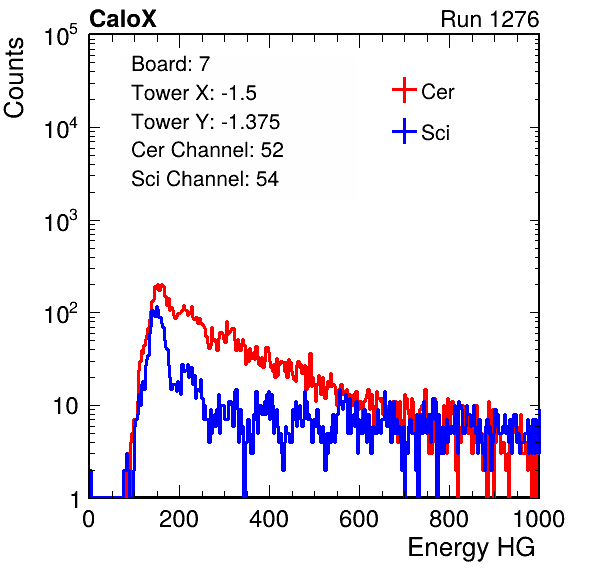 CaloX Run 1276
Counts
10^5
10^4
10^3
10^2
10
1
Board: 7
Tower X: -1.5
Tower Y: -1.375
Cer Channel: 52
Sci Channel: 54
Cer
Sci
0 200 400 600 800 1000
Energy HG